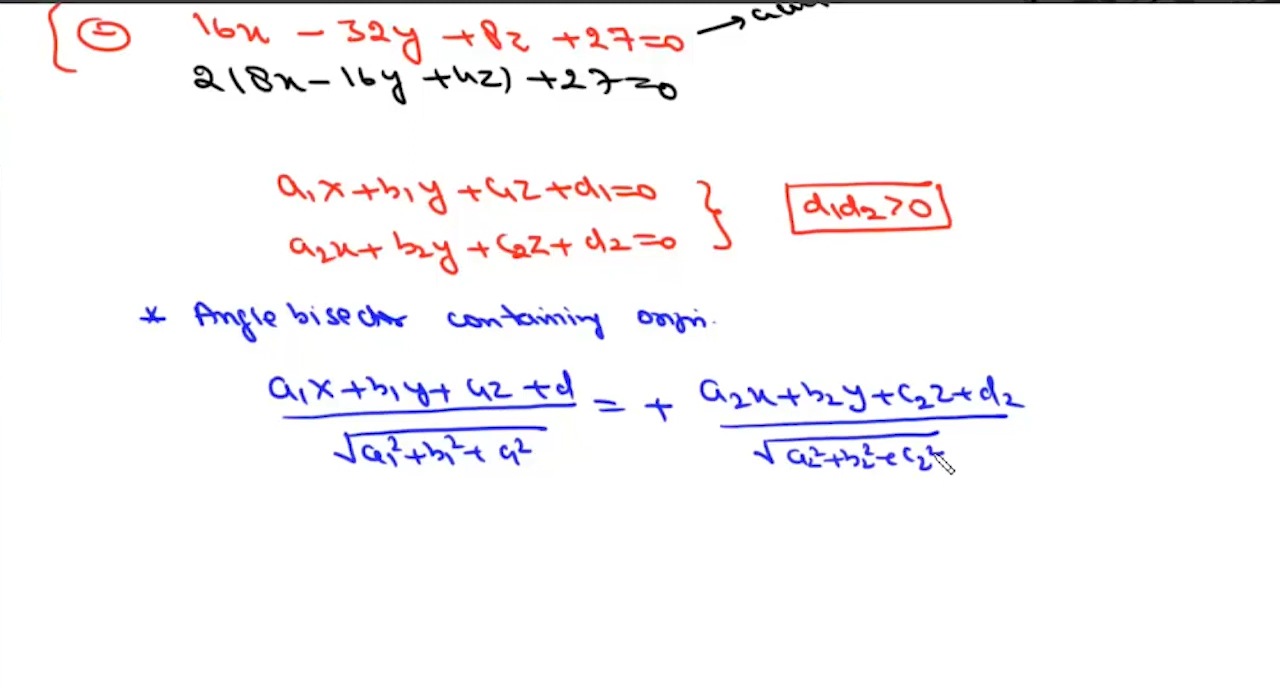 ⊖ 16x - 32y + 8z + 27 = 0 →
2(8x - 16y + 4z) + 27 = 0
a₁x + b₁y + c₁z + d₁ = 0
a₂x + b₂y + c₂z + d₂ = 0 } d₁d₂ > 0
* Angle bisector containing origin.
a₁x + b₁y + c₁z + d / √a₁² + b₁² + c₁² = + a₂x + b₂y + c₂z + d₂ / √a₂² + b₂² + c₂²